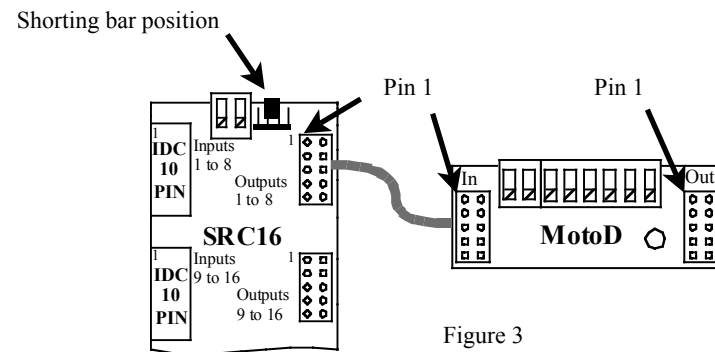 Shorting bar position
Pin 1
Pin 1
1
IDC
10
PIN
Inputs
1 to 8
1
Outputs
1 to 8
SRC16
1
IDC
10
PIN
Inputs
9 to 16
1
Outputs
9 to 16
In
Out
MotoD
Figure 3